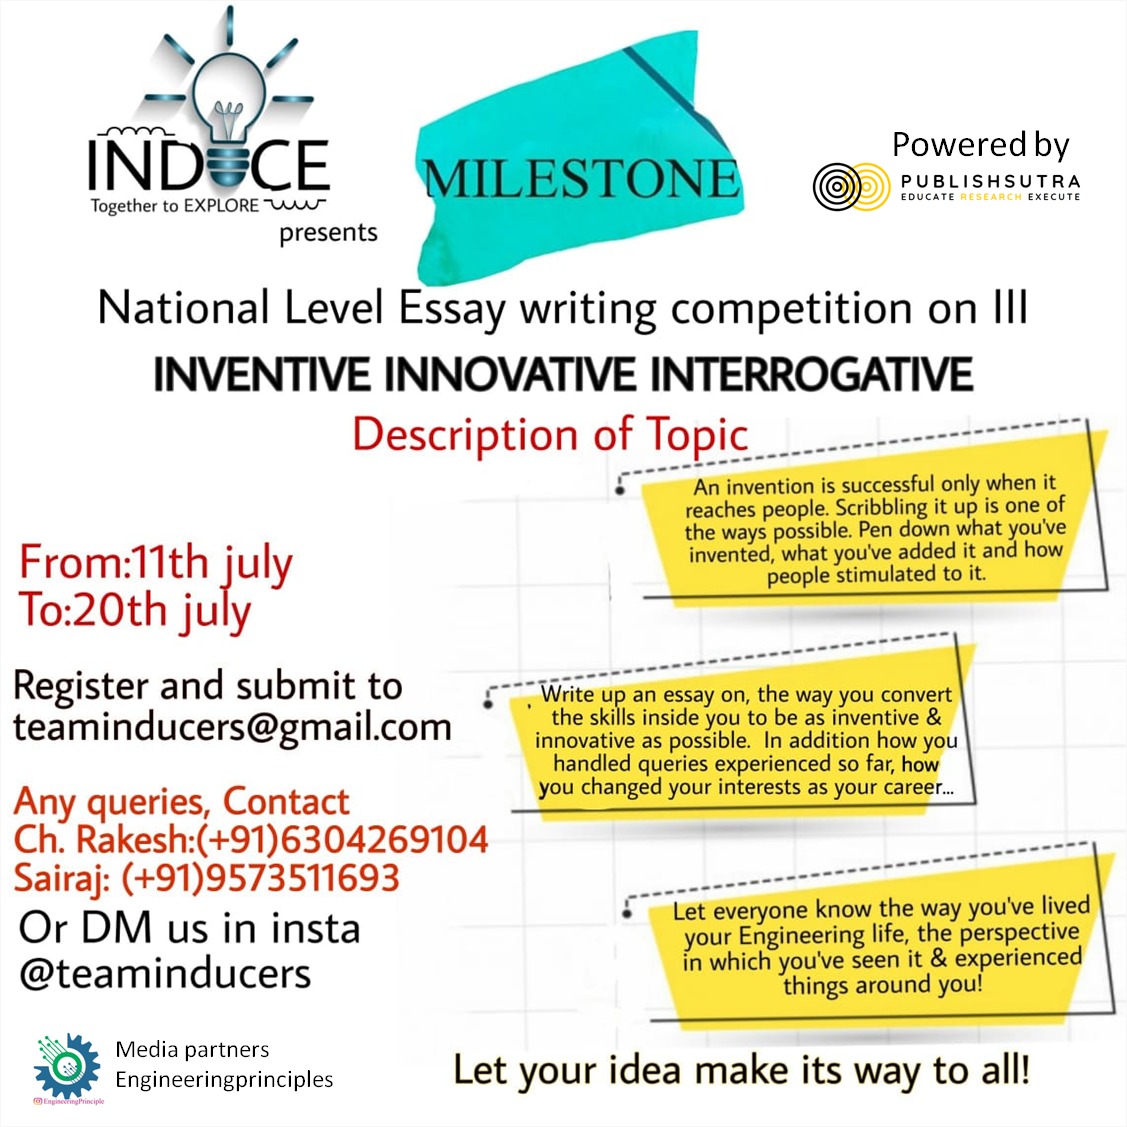 INDUCE
Together to EXPLORE
presents
MILESTONE
Powered by
PUBLISHSUTRA
EDUCATE RESEARCH EXECUTE
National Level Essay writing competition on III
INVENTIVE INNOVATIVE INTERROGATIVE
Description of Topic
An invention is successful only when it
reaches people. Scribbling it up is one of
the ways possible. Pen down what you've
invented, what you've added it and how
people stimulated to it.
From:11th july
To:20th july
Register and submit to
teaminducers@gmail.com
Write up an essay on, the way you convert
the skills inside you to be as inventive &
innovative as possible. In addition how you
handled queries experienced so far, how
you changed your interests as your career...
Any queries, Contact
Ch. Rakesh:(+91)6304269104
Sairaj: (+91)9573511693
Or DM us in insta
@teaminducers
Let everyone know the way you've lived
your Engineering life, the perspective
in which you've seen it & experienced
things around you!
Media partners
Engineeringprinciples
EngineeringPrinciple
Let your idea make its way to all!